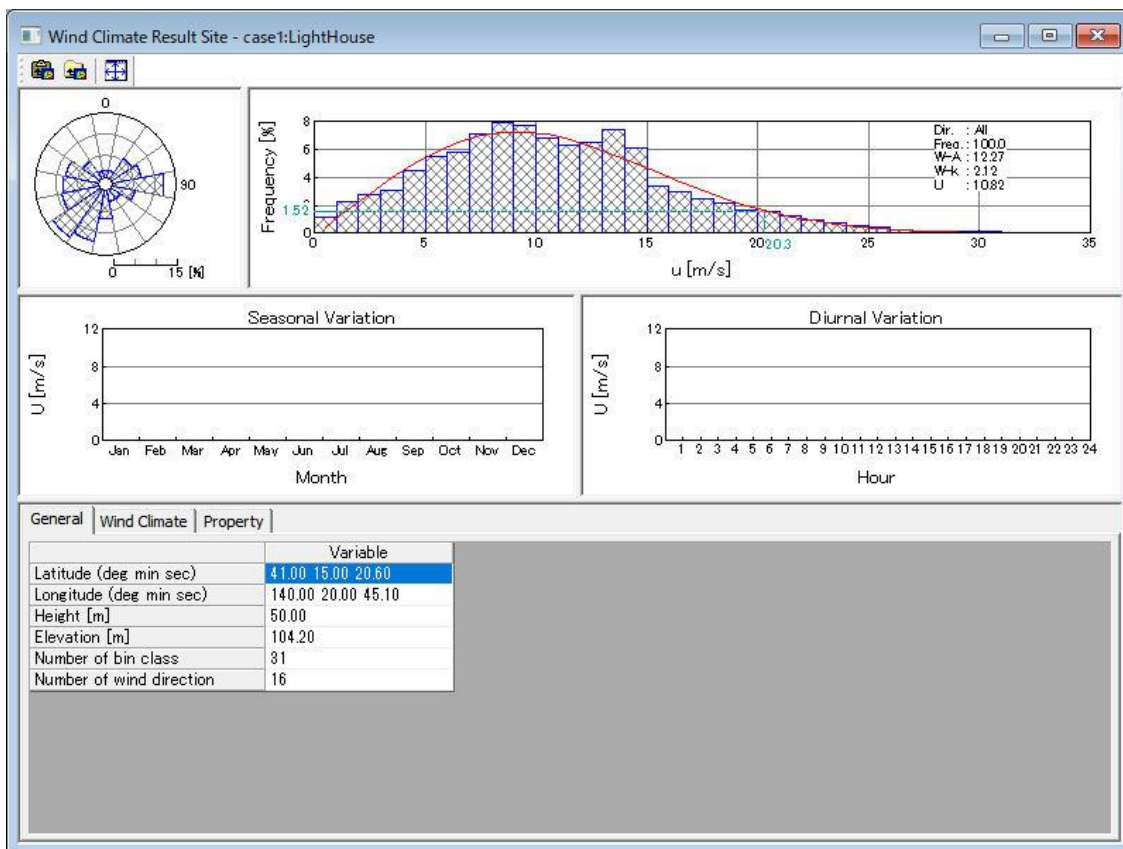 Wind Climate Result Site - case1:LightHouse
0
90
0 15 [%]
Frequency [%]
8
6
4
2
0
1.52
0 5 10 15 20 20.3 25 30 35
u [m/s]
Dir. : All
Freq. : 100.0
W-A : 12.27
W-k : 2.12
U : 10.82
Seasonal Variation
U [m/s]
12
8
4
0
Jan Feb Mar Apr May Jun Jul Aug Sep Oct Nov Dec
Month
Diurnal Variation
U [m/s]
12
8
4
0
1 2 3 4 5 6 7 8 9 10 11 12 13 14 15 16 17 18 19 20 21 22 23 24
Hour
General Wind Climate Property
Variable
Latitude (deg min sec) 41.00 15.00 20.60
Longitude (deg min sec) 140.00 20.00 45.10
Height [m] 50.00
Elevation [m] 104.20
Number of bin class 31
Number of wind direction 16